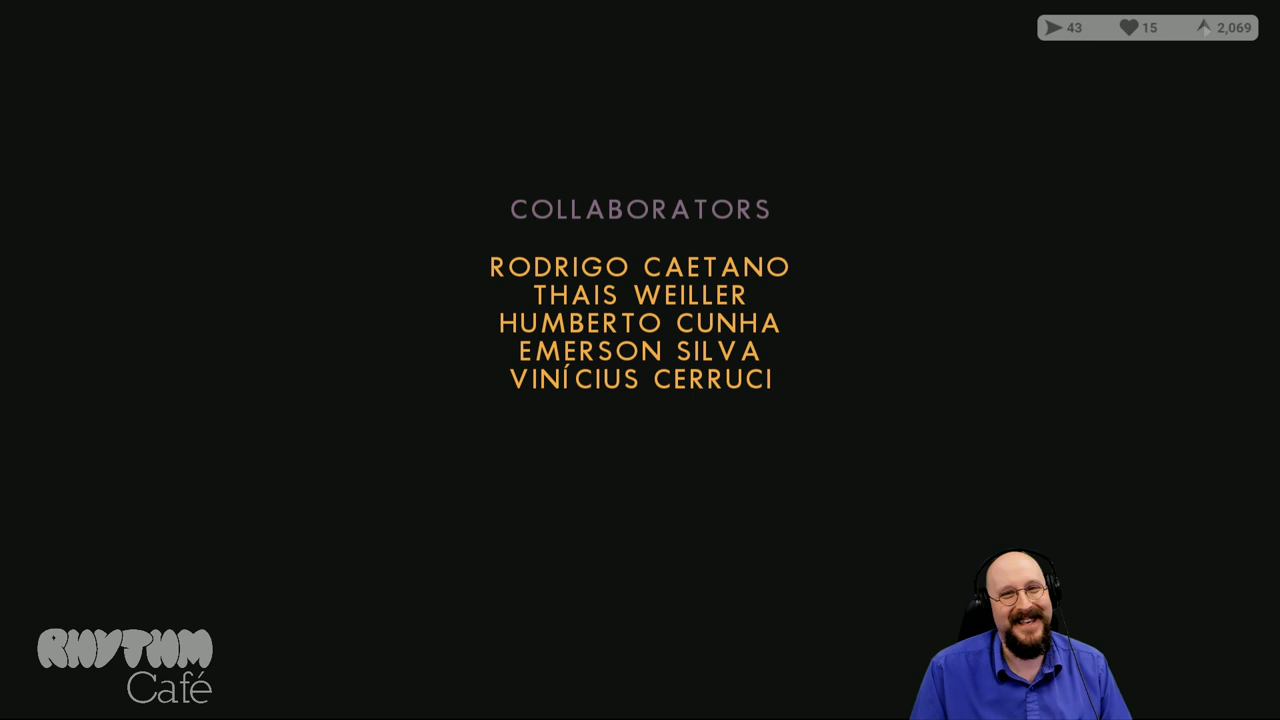 43 15 2,069
COLLABORATORS
RODRIGO CAETANO
THAIS WEILLER
HUMBERTO CUNHA
EMERSON SILVA
VINÍCIUS CERRUCI
RHYTHM
Café